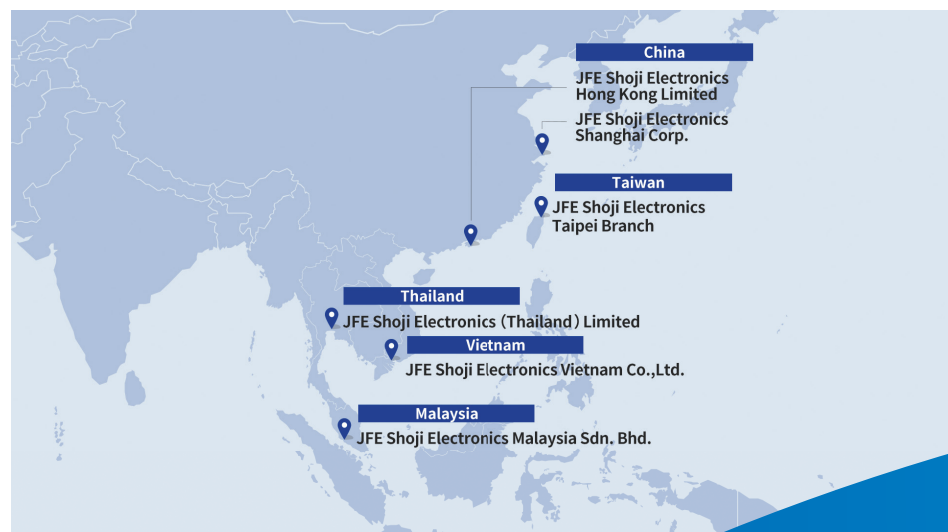 China
JFE Shoji Electronics
Hong Kong Limited
JFE Shoji Electronics
Shanghai Corp.
Taiwan
JFE Shoji Electronics
Taipei Branch
Thailand
JFE Shoji Electronics (Thailand) Limited
Vietnam
JFE Shoji Electronics Vietnam Co.,Ltd.
Malaysia
JFE Shoji Electronics Malaysia Sdn. Bhd.